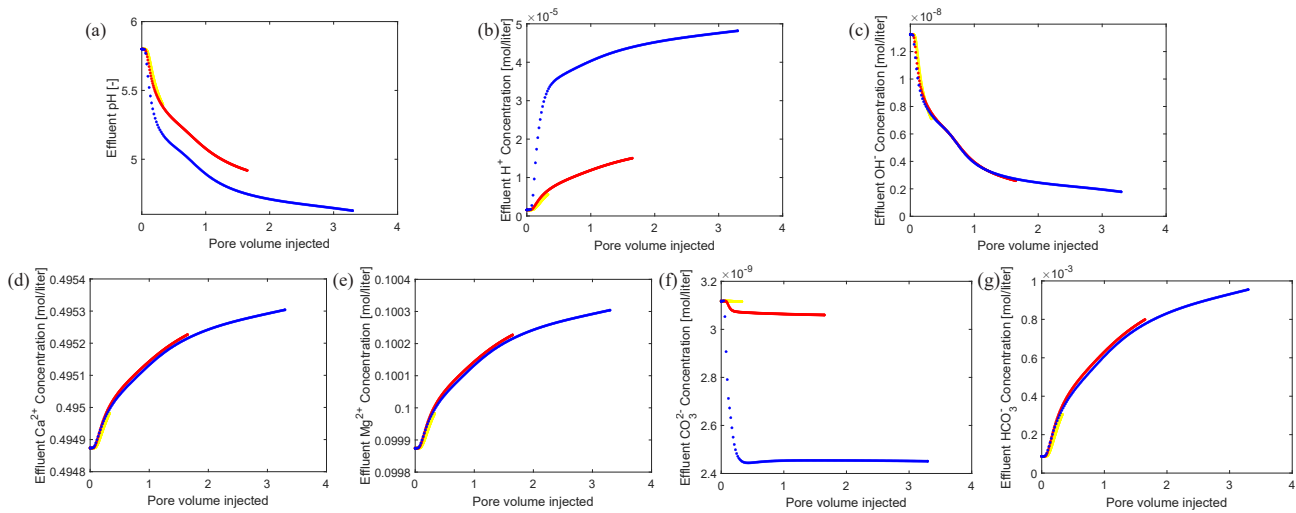 (a)
6
5.5
5
0 1 2 3 4
Effluent pH [-]
Pore volume injected
(b)
×10⁻⁵
5
4
3
2
1
0
0 1 2 3 4
Effluent H⁺ Concentration [mol/liter]
Pore volume injected
(c)
×10⁻⁸
1.2
1
0.8
0.6
0.4
0.2
0
0 1 2 3 4
Effluent OH⁻ Concentration [mol/liter]
Pore volume injected
(d)
0.4954
0.4953
0.4952
0.4951
0.495
0.4949
0.4948
0 1 2 3 4
Effluent Ca²⁺ Concentration [mol/liter]
Pore volume injected
(e)
0.1004
0.1003
0.1002
0.1001
0.1
0.0999
0.0998
0 1 2 3 4
Effluent Mg²⁺ Concentration [mol/liter]
Pore volume injected
(f)
×10⁻⁹
3.2
3.1
3
2.9
2.8
2.7
2.6
2.5
2.4
0 1 2 3 4
Effluent CO₃²⁻ Concentration [mol/liter]
Pore volume injected
(g)
×10⁻³
1
0.8
0.6
0.4
0.2
0
0 1 2 3 4
Effluent HCO₃⁻ Concentration [mol/liter]
Pore volume injected